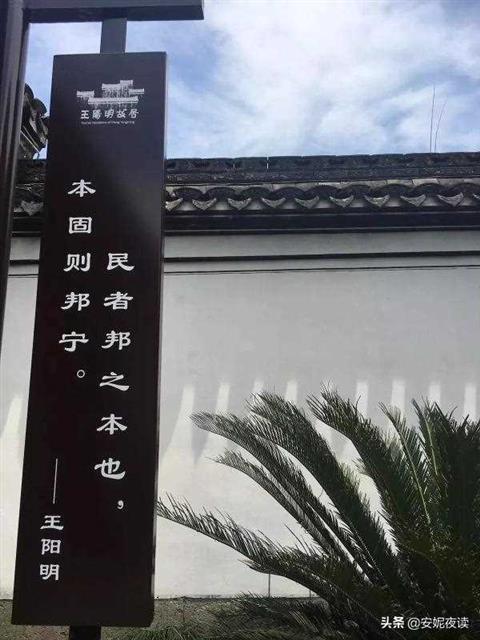 王陽明故居
民者邦之本也，
本固则邦宁。
——王阳明
头条 @安妮夜读